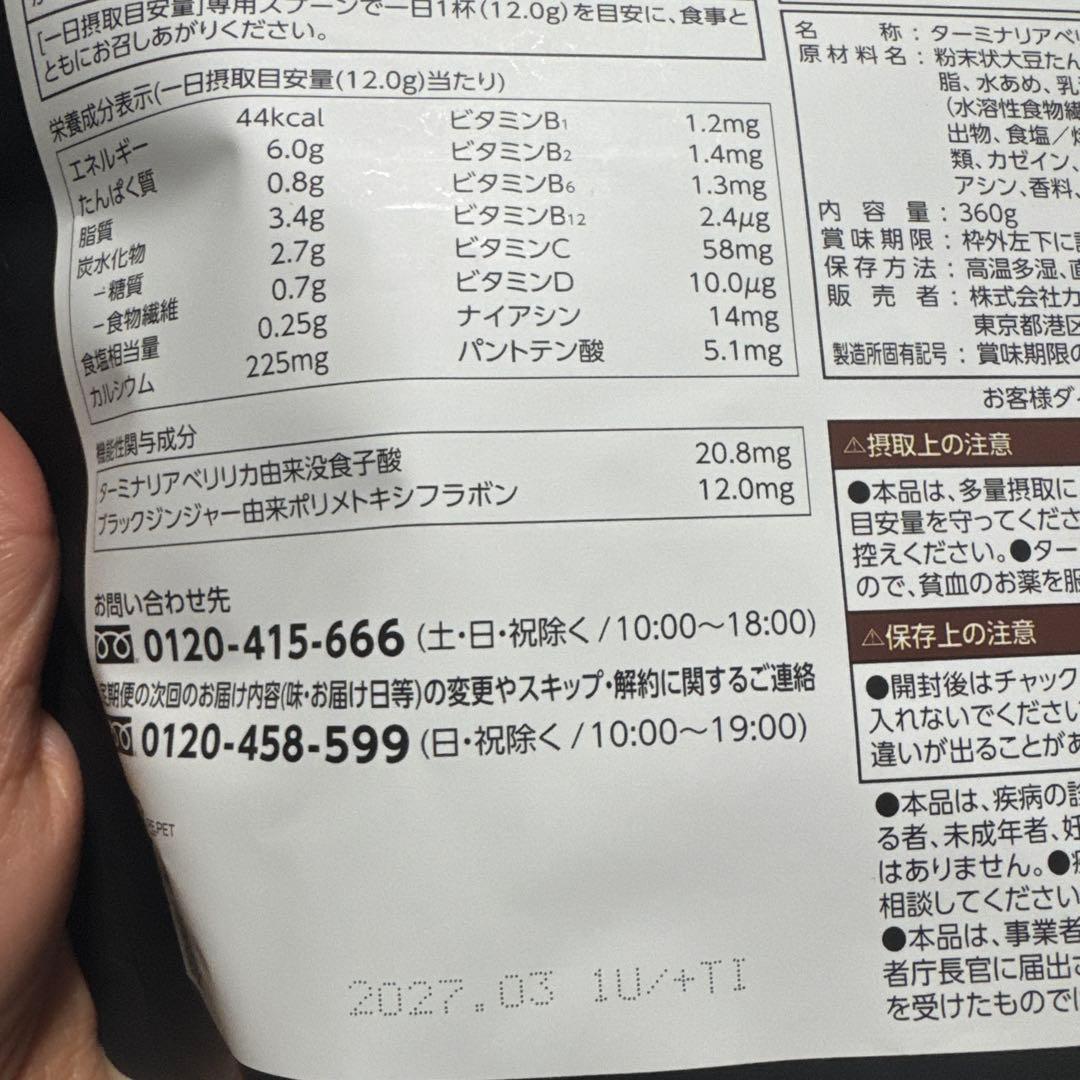 [一日摂取目安量]専用スプーンで一日1杯(12.0g)を目安に、食事と
ともにお召しあがりください。
栄養成分表示(一日摂取目安量(12.0g)当たり)
エネルギー 44kcal ビタミンB1 1.2mg
たんぱく質 6.0g ビタミンB2 1.4mg
脂質 0.8g ビタミンB6 1.3mg
炭水化物 3.4g ビタミンB12 2.4μg
－糖質 2.7g ビタミンC 58mg
－食物繊維 0.7g ビタミンD 10.0μg
食塩相当量 0.25g ナイアシン 14mg
カルシウム 225mg パントテン酸 5.1mg
機能性関与成分
ターミナリアベリリカ由来没食子酸 20.8mg
ブラックジンジャー由来ポリメトキシフラボン 12.0mg
お問い合わせ先
0120-415-666 (土・日・祝除く / 10:00～18:00)
定期便の次回のお届け内容(味・お届け日等)の変更やスキップ・解約に関するご連絡
0120-458-599 (日・祝除く / 10:00～19:00)
PE,PET
2027.03 1U/+TI
名 称：ターミナリアベリ
原材料名：粉末状大豆たん
脂、水あめ、乳
(水溶性食物繊
出物、食塩／
類、カゼイン、
アシン、香料、
内 容 量：360g
賞味期限：枠外左下に
保存方法：高温多湿、
販 売 者：株式会社
東京都港区
製造所固有記号：賞味期限の
お客様ダイ
⚠摂取上の注意
●本品は、多量摂取に
目安量を守ってくださ
控えください。●ター
ので、貧血のお薬を服
⚠保存上の注意
●開封後はチャック
入れないでください
違いが出ることがあ
●本品は、疾病の診
る者、未成年者、妊
はありません。●疾
相談してください
●本品は、事業者
者庁長官に届出さ
を受けたものでは